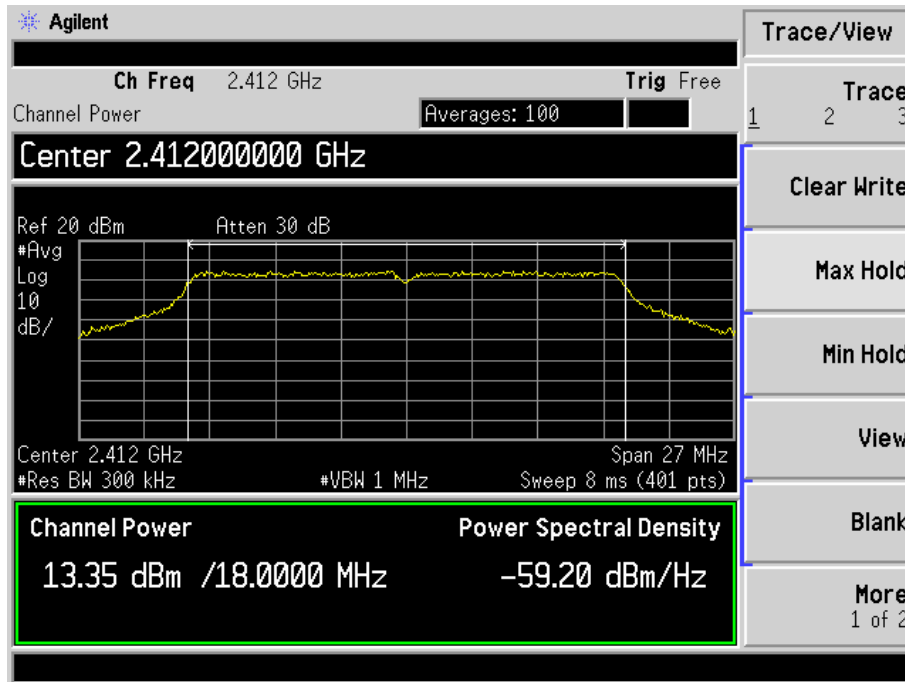 Agilent
Ch Freq 2.412 GHz Trig Free
Channel Power Averages: 100
Center 2.412000000 GHz
Ref 20 dBm Atten 30 dB
#Avg
Log
10
dB/
Center 2.412 GHz Span 27 MHz
#Res BW 300 kHz #VBW 1 MHz Sweep 8 ms (401 pts)
Channel Power Power Spectral Density
13.35 dBm /18.0000 MHz -59.20 dBm/Hz
Trace/View
Trace
1 2 3
Clear Write
Max Hold
Min Hold
View
Blank
More
1 of 2